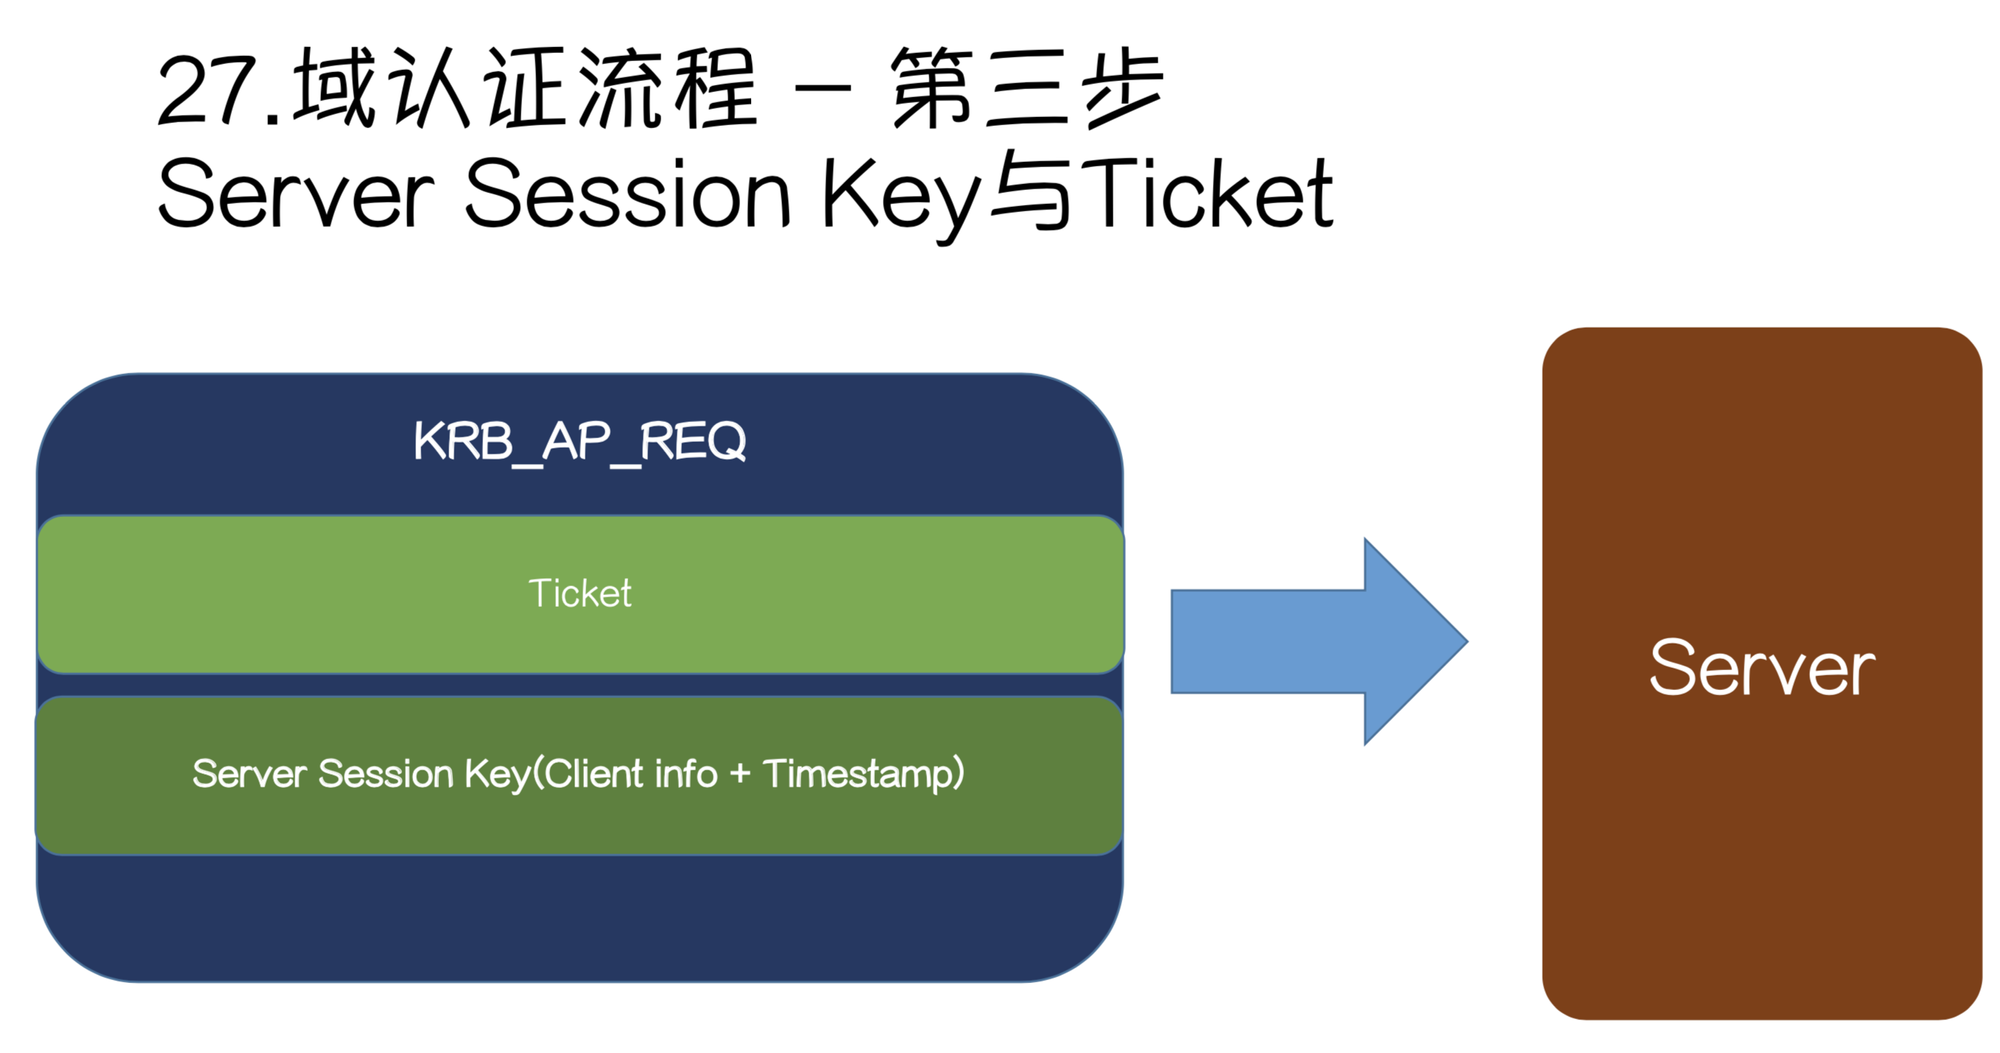 27.域认证流程 – 第三步
Server Session Key与Ticket
KRB_AP_REQ
Ticket
Server Session Key(Client info + Timestamp)
Server